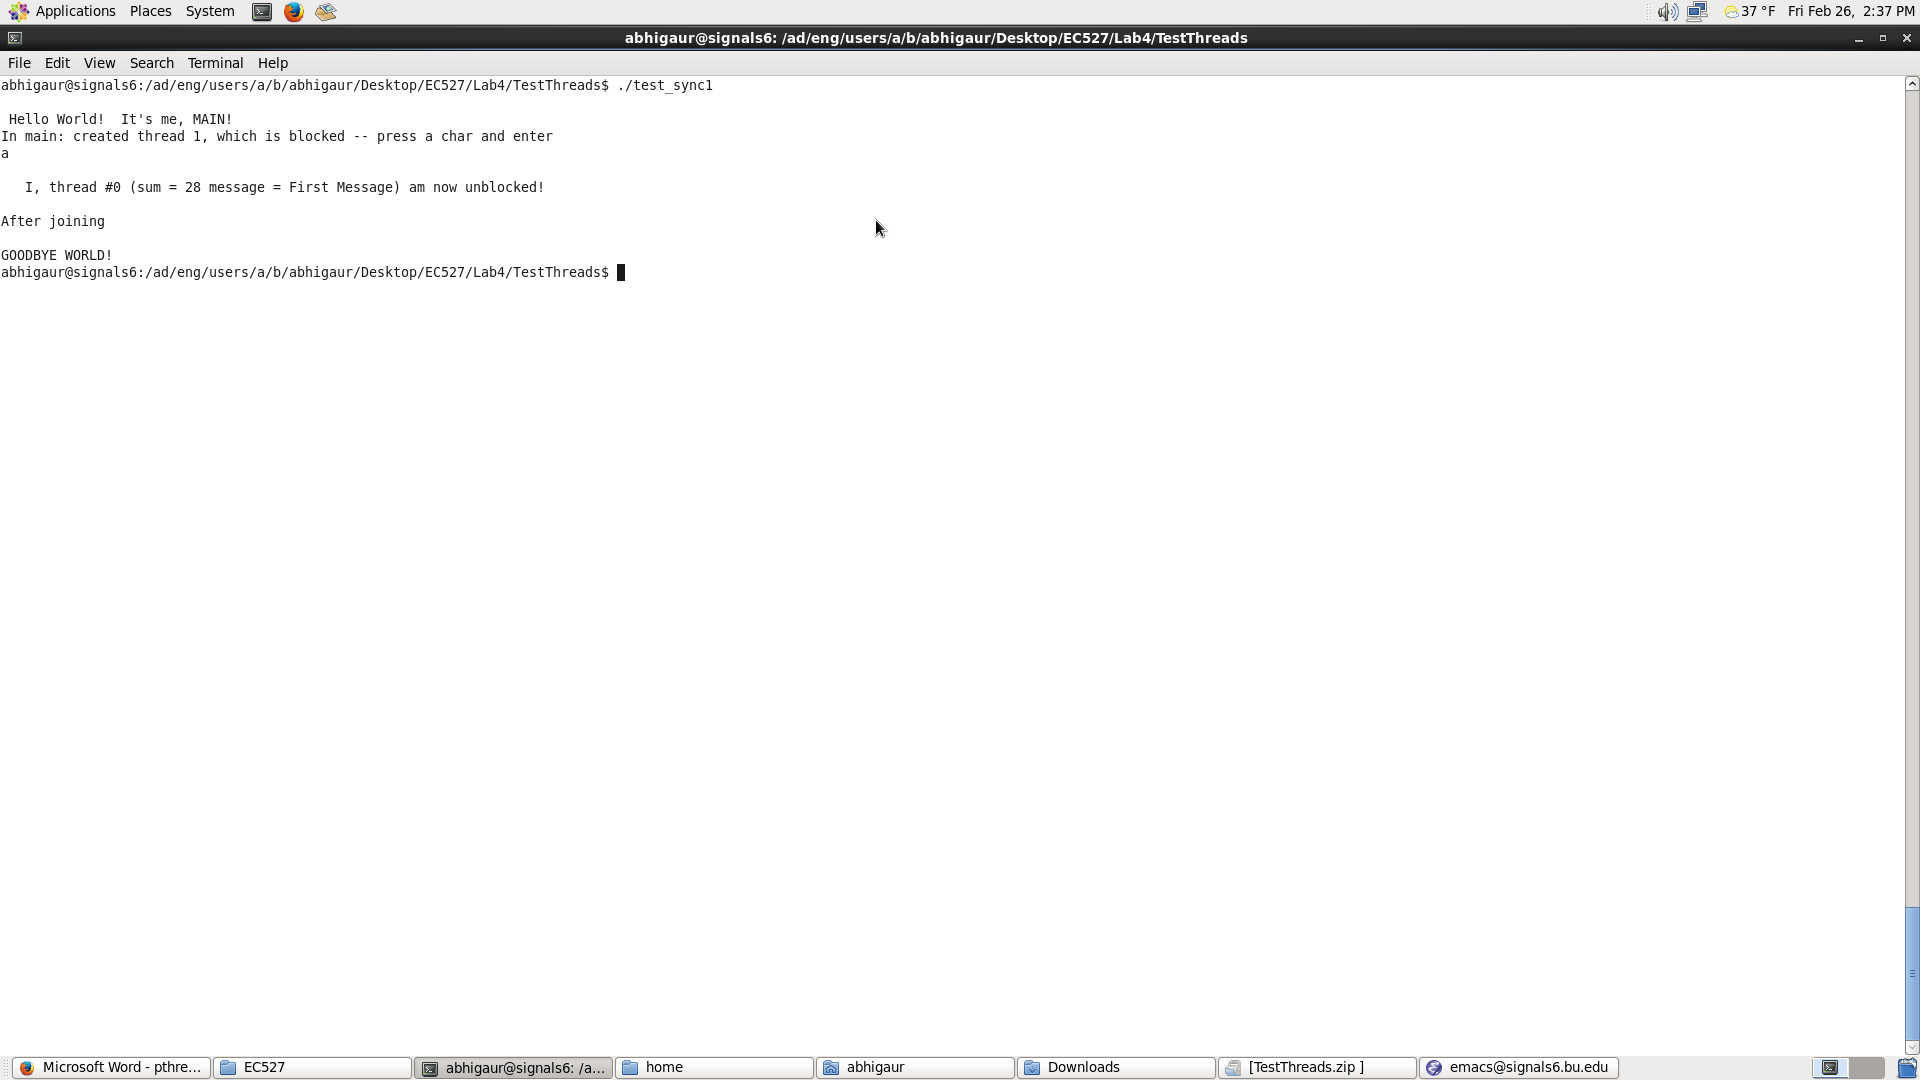 Applications Places System 37 °F Fri Feb 26, 2:37 PM
abhigaur@signals6: /ad/eng/users/a/b/abhigaur/Desktop/EC527/Lab4/TestThreads
File Edit View Search Terminal Help
abhigaur@signals6:/ad/eng/users/a/b/abhigaur/Desktop/EC527/Lab4/TestThreads$ ./test_sync1
Hello World!  It's me, MAIN!
In main: created thread 1, which is blocked -- press a char and enter
a
I, thread #0 (sum = 28 message = First Message) am now unblocked!
After joining
GOODBYE WORLD!
abhigaur@signals6:/ad/eng/users/a/b/abhigaur/Desktop/EC527/Lab4/TestThreads$
Microsoft Word - pthre... EC527 abhigaur@signals6: /a... home abhigaur Downloads [TestThreads.zip ] emacs@signals6.bu.edu